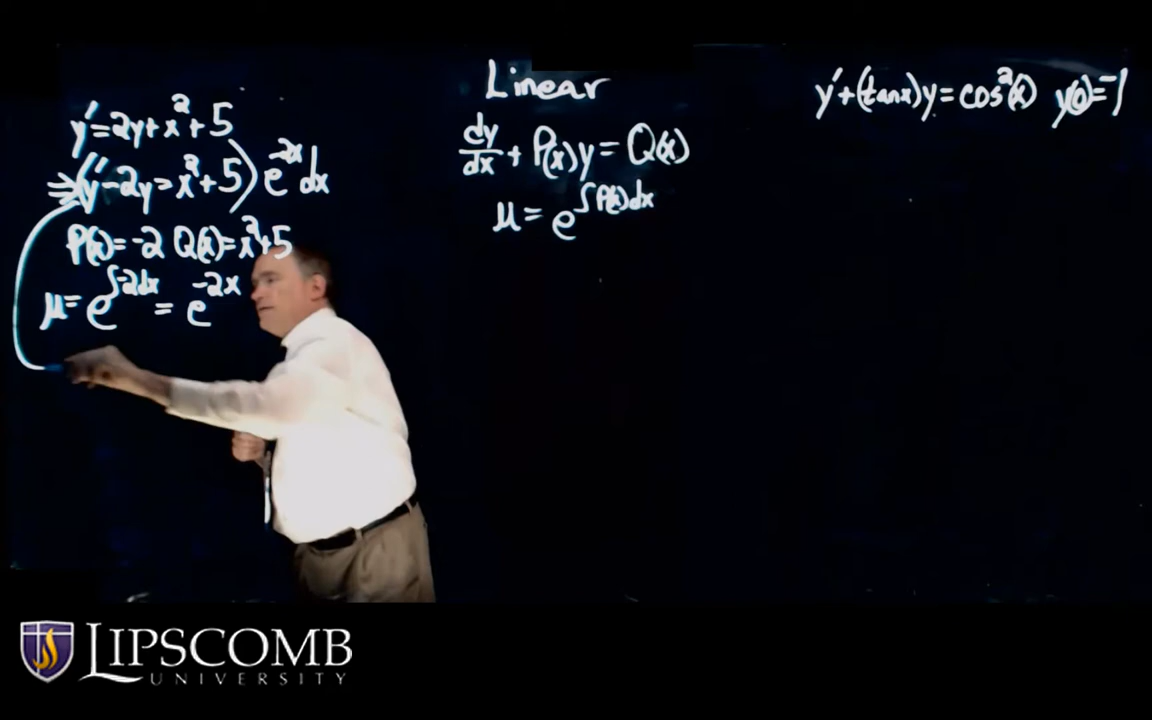 y' = 2y + x² + 5
⇒ (y' - 2y = x² + 5) e^{-2x} dx
P(x) = -2 Q(x) = x² + 5
μ = e^{∫-2dx} = e^{-2x}
Linear
dy/dx + P(x)y = Q(x)
μ = e^{∫P(x)dx}
y' + (tanx)y = cos²(x) y(0) = -1
LIPSCOMB
UNIVERSITY